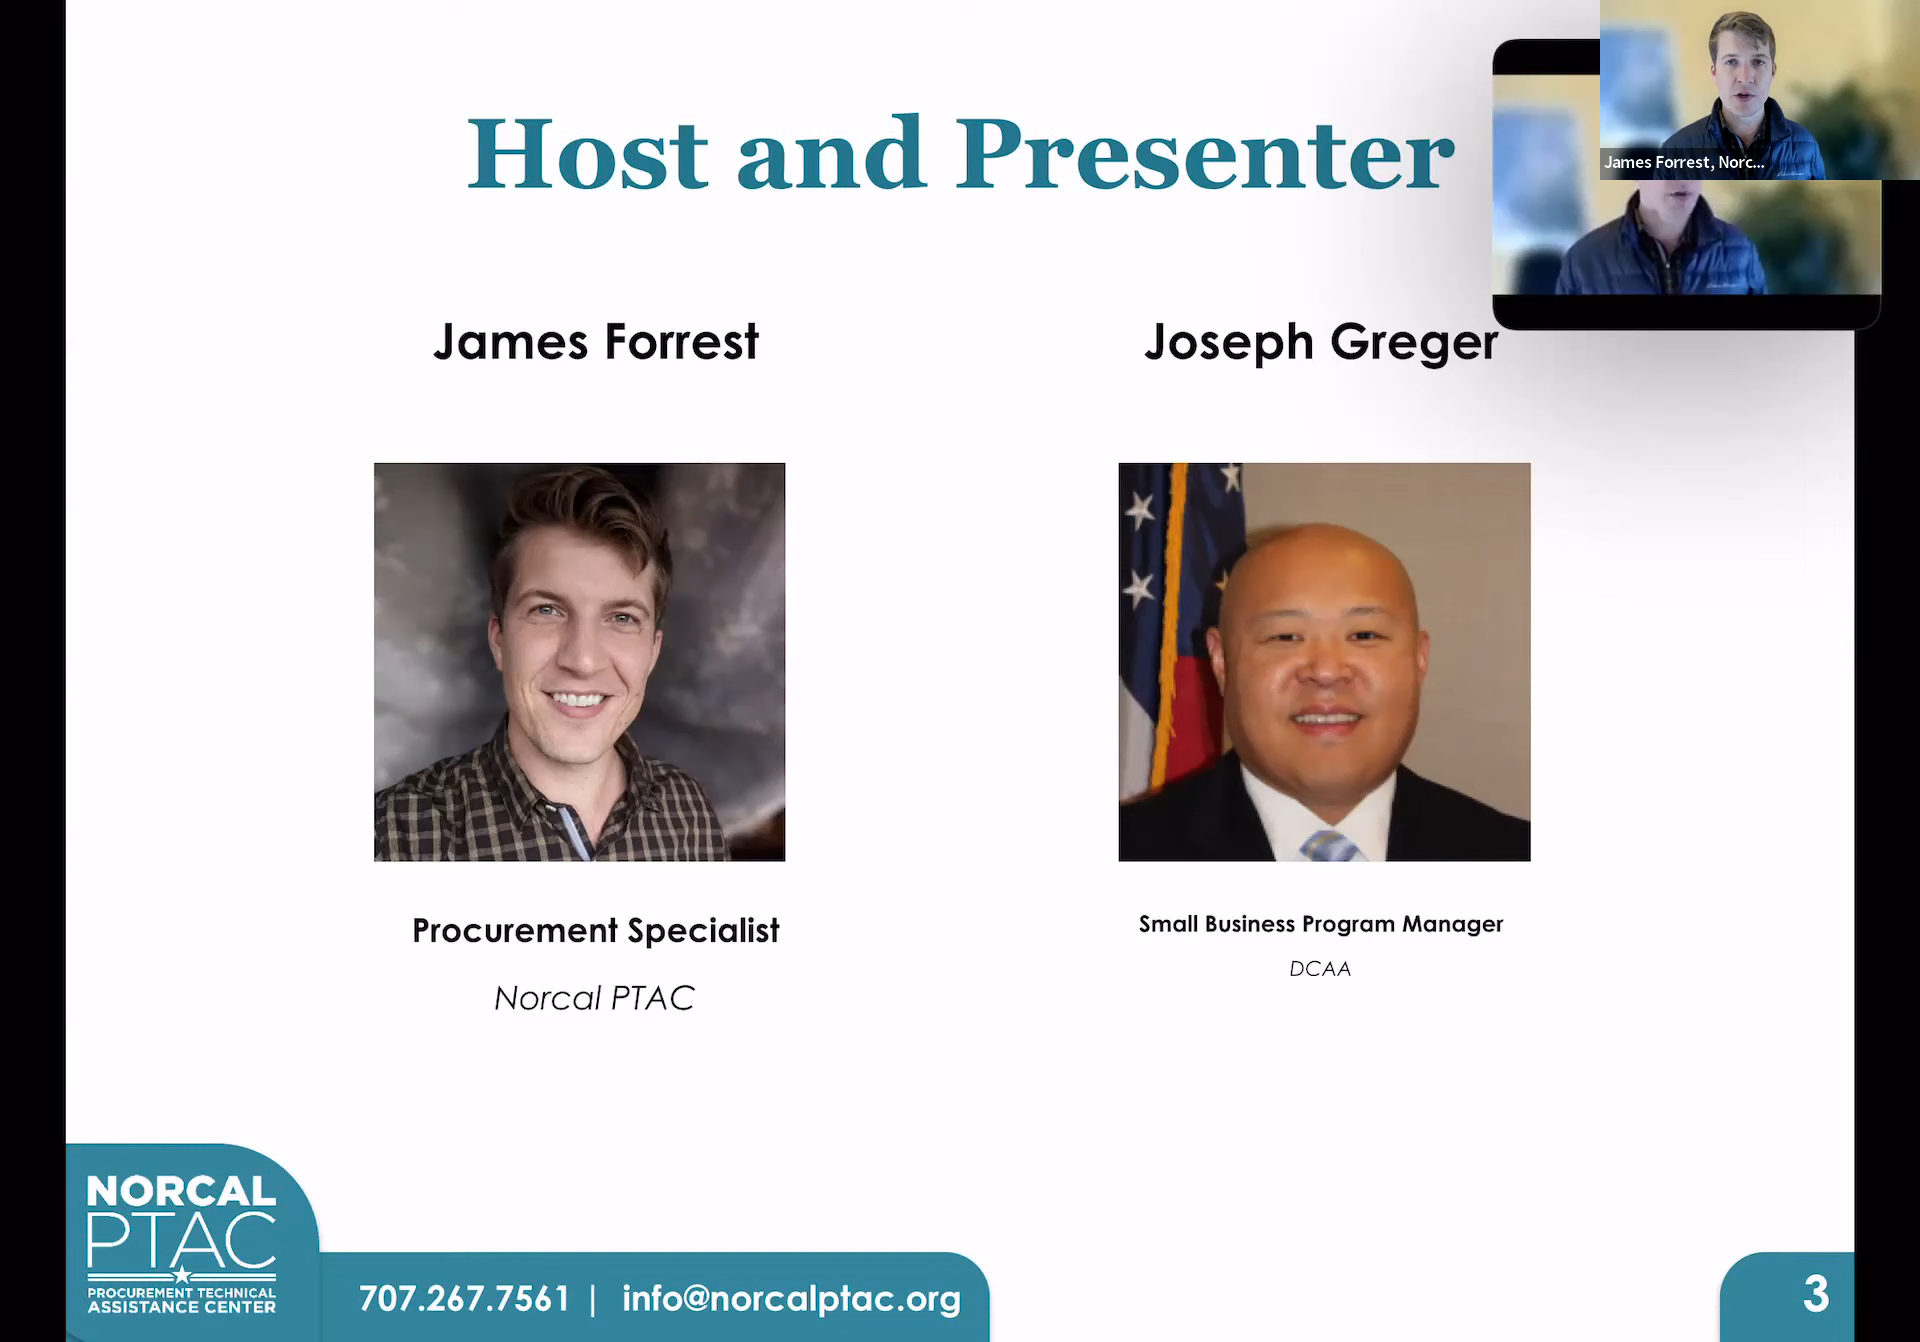 Host and Presenter
James Forrest, Norc...
James Forrest
Joseph Greger
Procurement Specialist
Norcal PTAC
Small Business Program Manager
DCAA
NORCAL
PTAC
PROCUREMENT TECHNICAL
ASSISTANCE CENTER
707.267.7561 | info@norcalptac.org
3